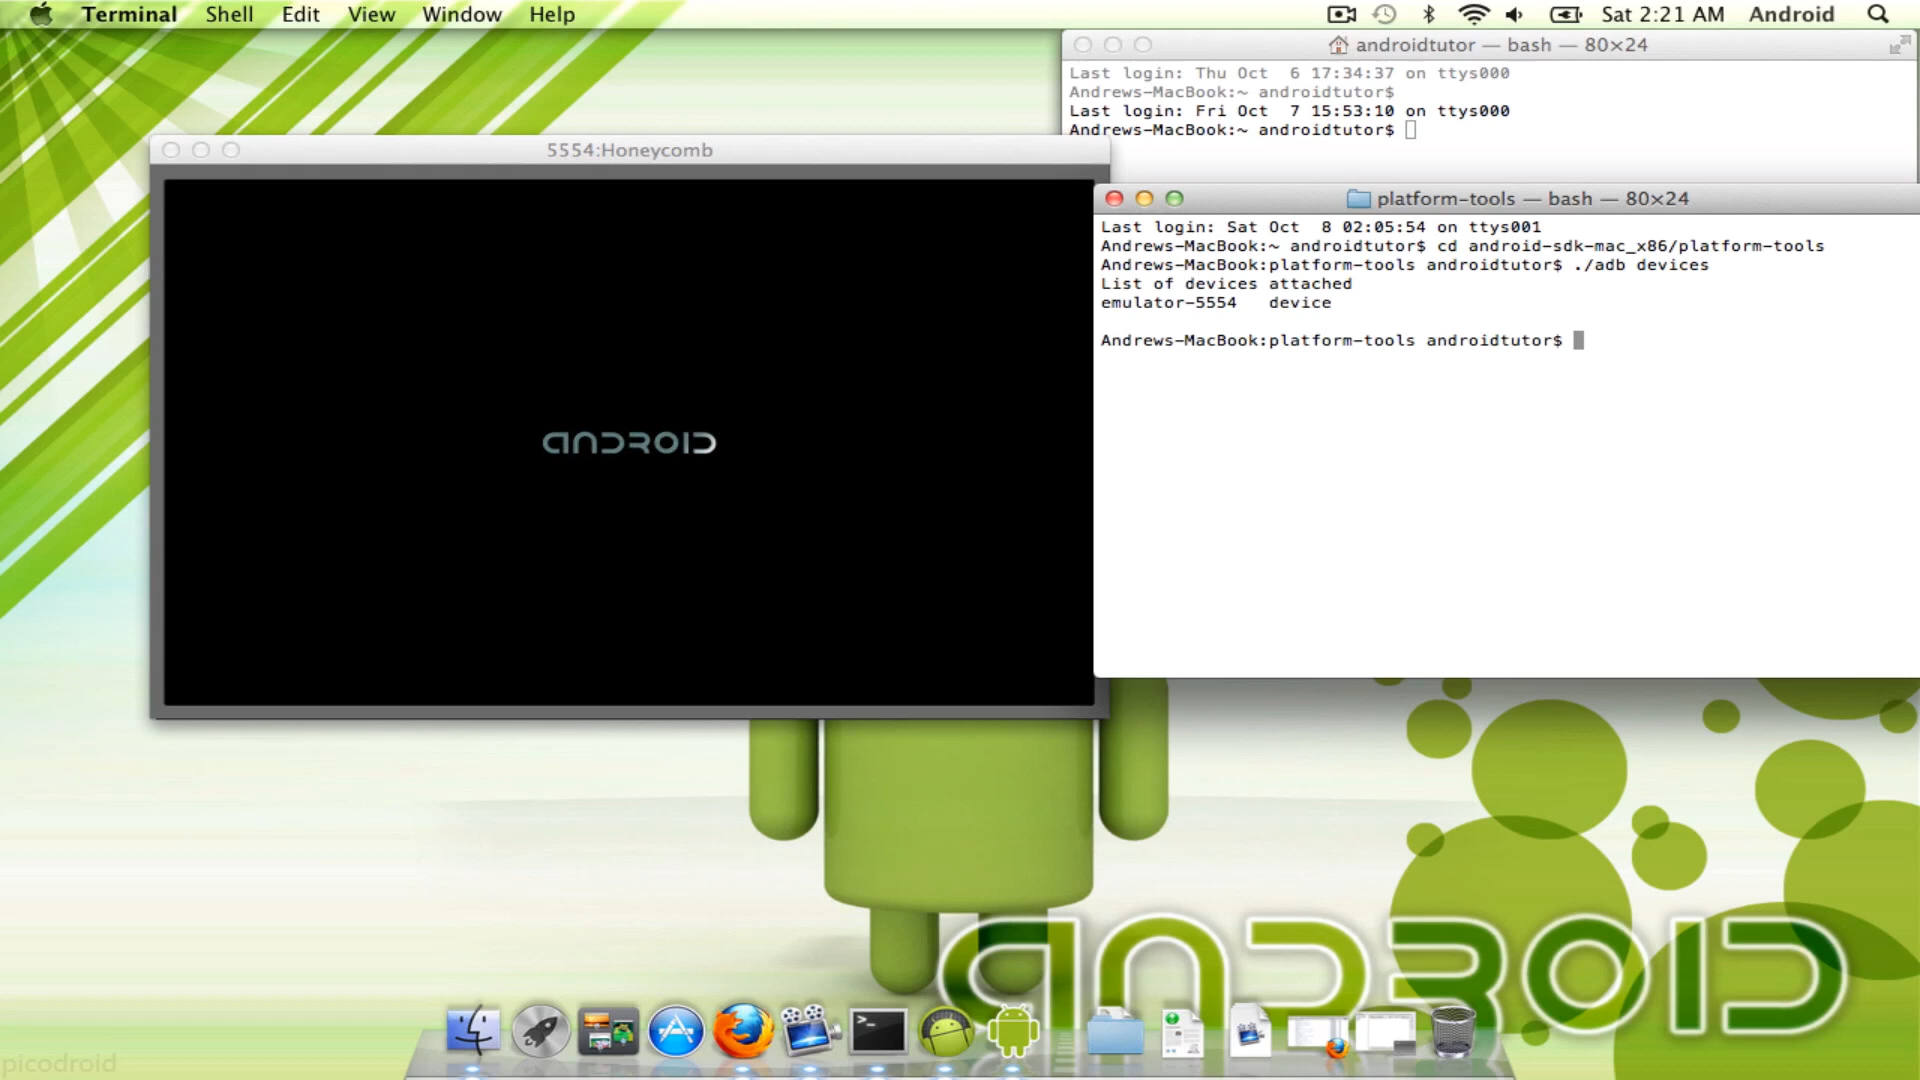 Terminal Shell Edit View Window Help Sat 2:21 AM Android
androidtutor — bash — 80×24
Last login: Thu Oct  6 17:34:37 on ttys000
Andrews-MacBook:~ androidtutor$
Last login: Fri Oct  7 15:53:10 on ttys000
Andrews-MacBook:~ androidtutor$
5554:Honeycomb
ANDROID
platform-tools — bash — 80×24
Last login: Sat Oct  8 02:05:54 on ttys001
Andrews-MacBook:~ androidtutor$ cd android-sdk-mac_x86/platform-tools
Andrews-MacBook:platform-tools androidtutor$ ./adb devices
List of devices attached
emulator-5554   device
Andrews-MacBook:platform-tools androidtutor$
ANDROID
picodroid